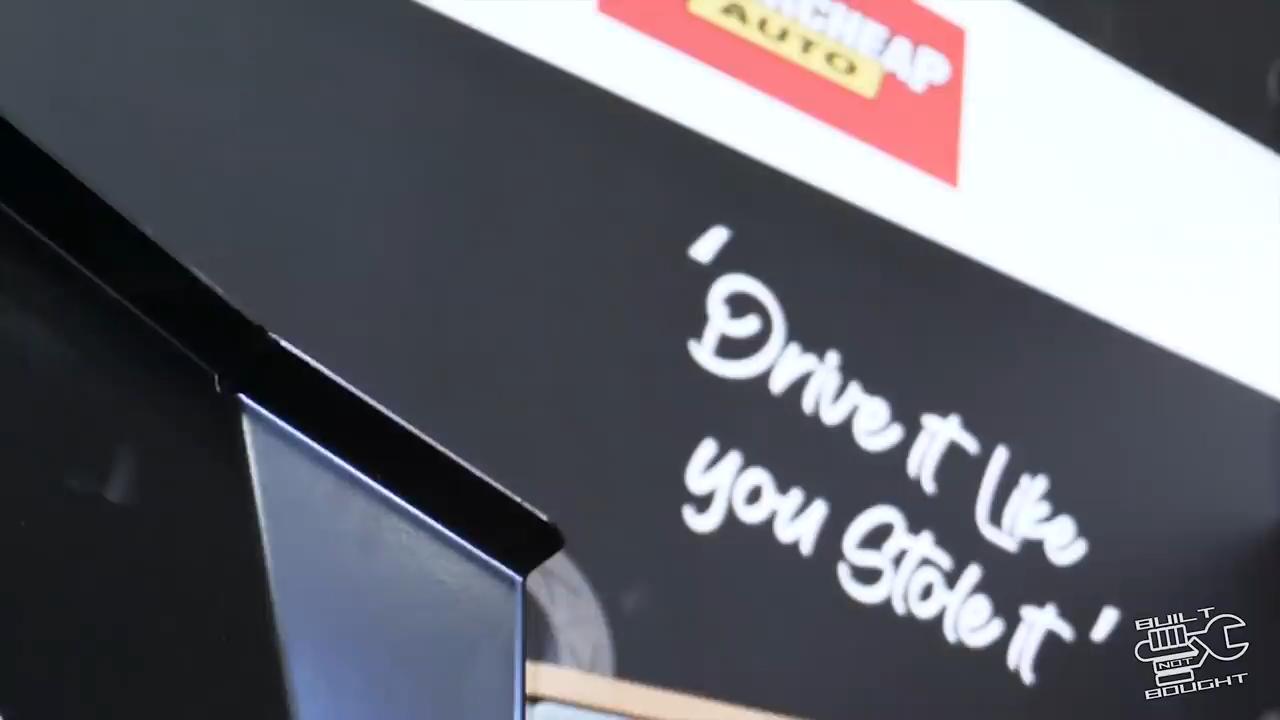 AUTO
'Drive it Like
you Stole it'
BUILT
NOT
BOUGHT